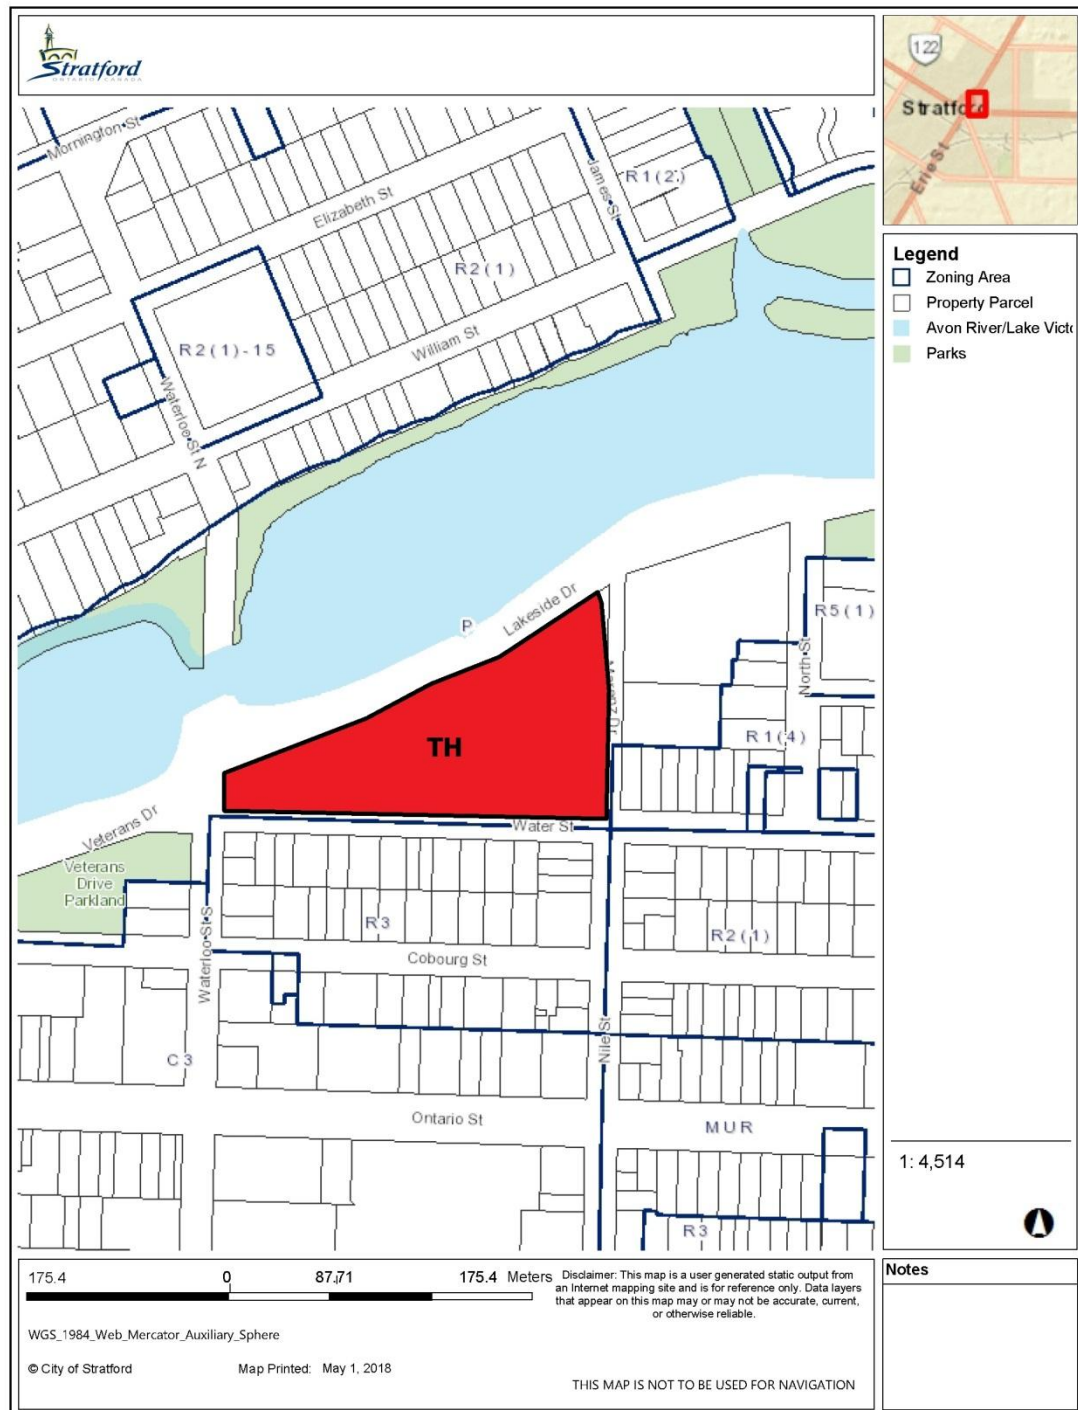 Stratford
ONTARIO CANADA
122
Stratford
Erie St
Mornington St
Elizabeth St
James St
R1(2)
R2(1)
R2(1)-15
William St
Waterloo St N
Lakeside Dr
P
R5(1)
North St
TH
R1(4)
Water St
Veterans Dr
Veterans
Drive
Parkland
R3
R2(1)
Waterloo St S
Cobourg St
Nile St
C3
Ontario St
MUR
R3
Legend
Zoning Area
Property Parcel
Avon River/Lake Victo
Parks
1: 4,514
175.4 0 87.71 175.4 Meters
Disclaimer: This map is a user generated static output from
an Internet mapping site and is for reference only. Data layers
that appear on this map may or may not be accurate, current,
or otherwise reliable.
WGS_1984_Web_Mercator_Auxiliary_Sphere
© City of Stratford Map Printed: May 1, 2018
THIS MAP IS NOT TO BE USED FOR NAVIGATION
Notes